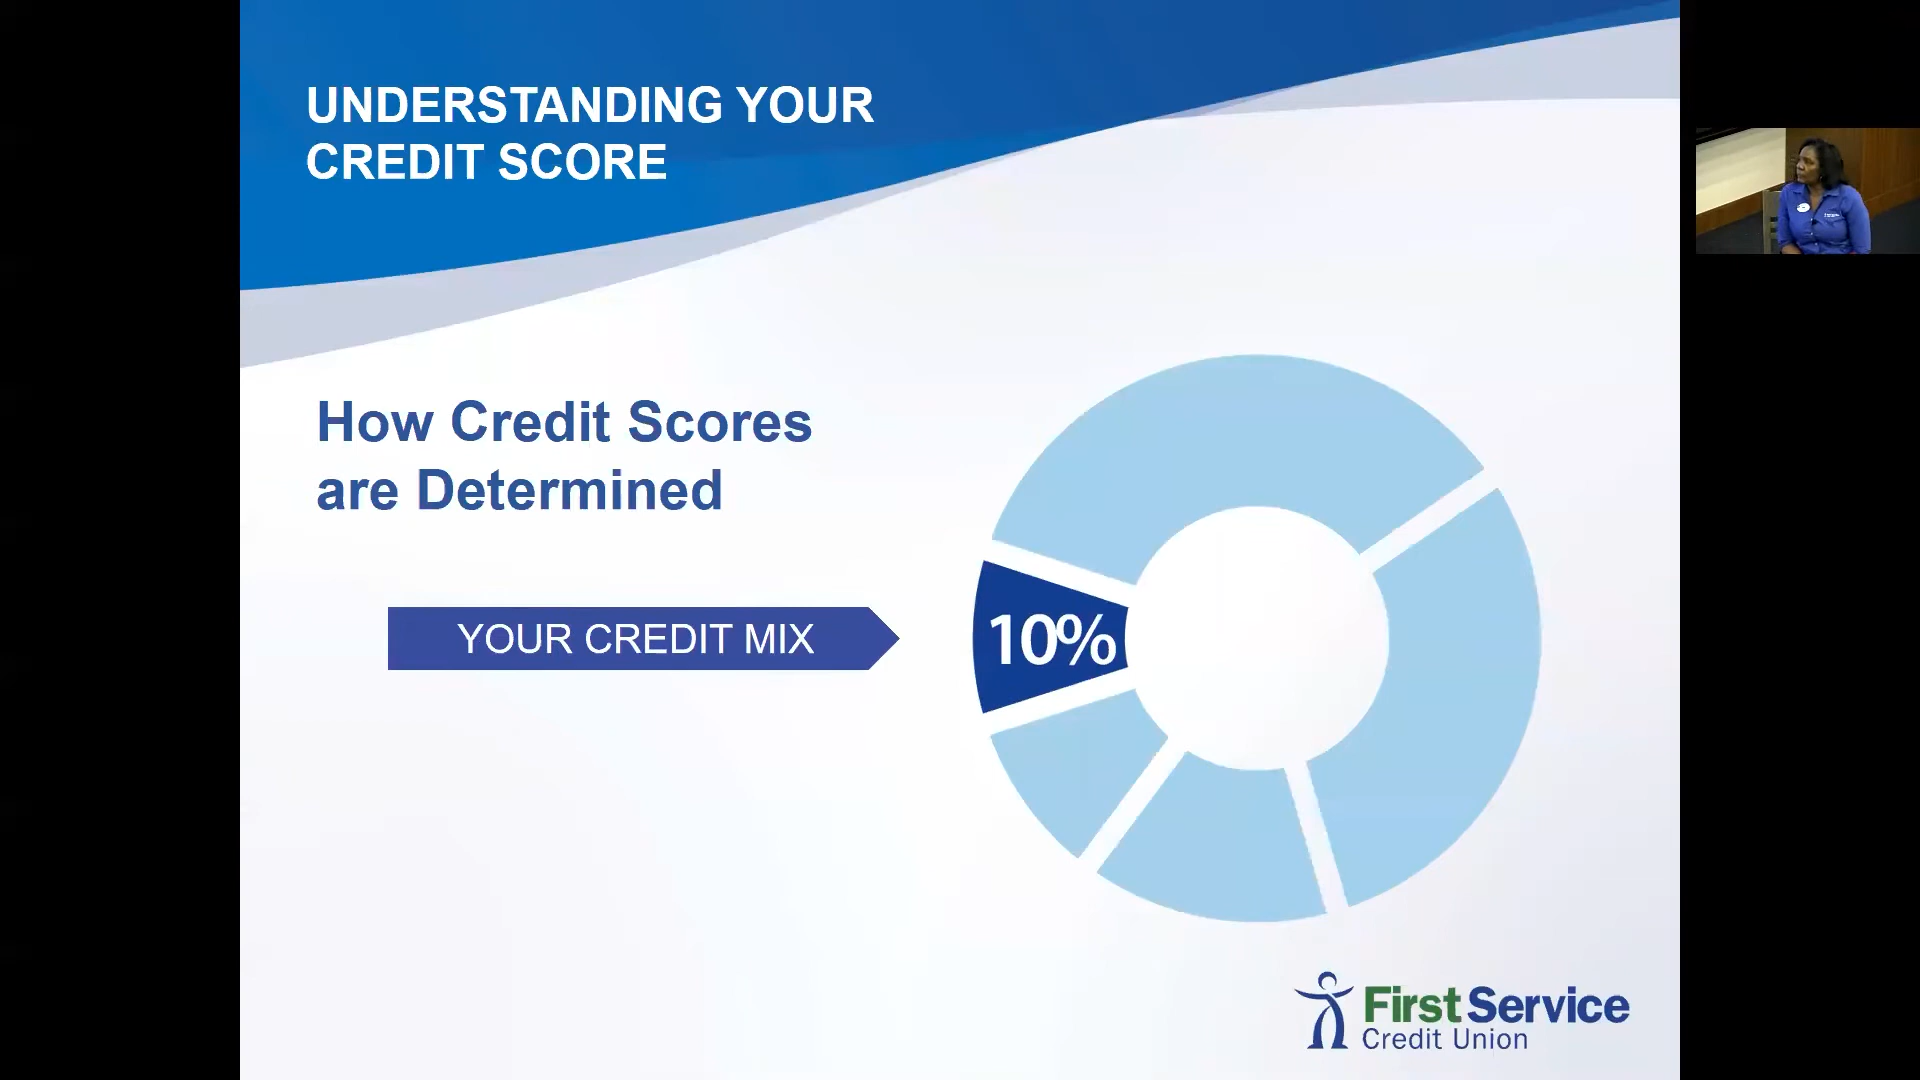 UNDERSTANDING YOUR
CREDIT SCORE
How Credit Scores
are Determined
YOUR CREDIT MIX
10%
First Service
Credit Union